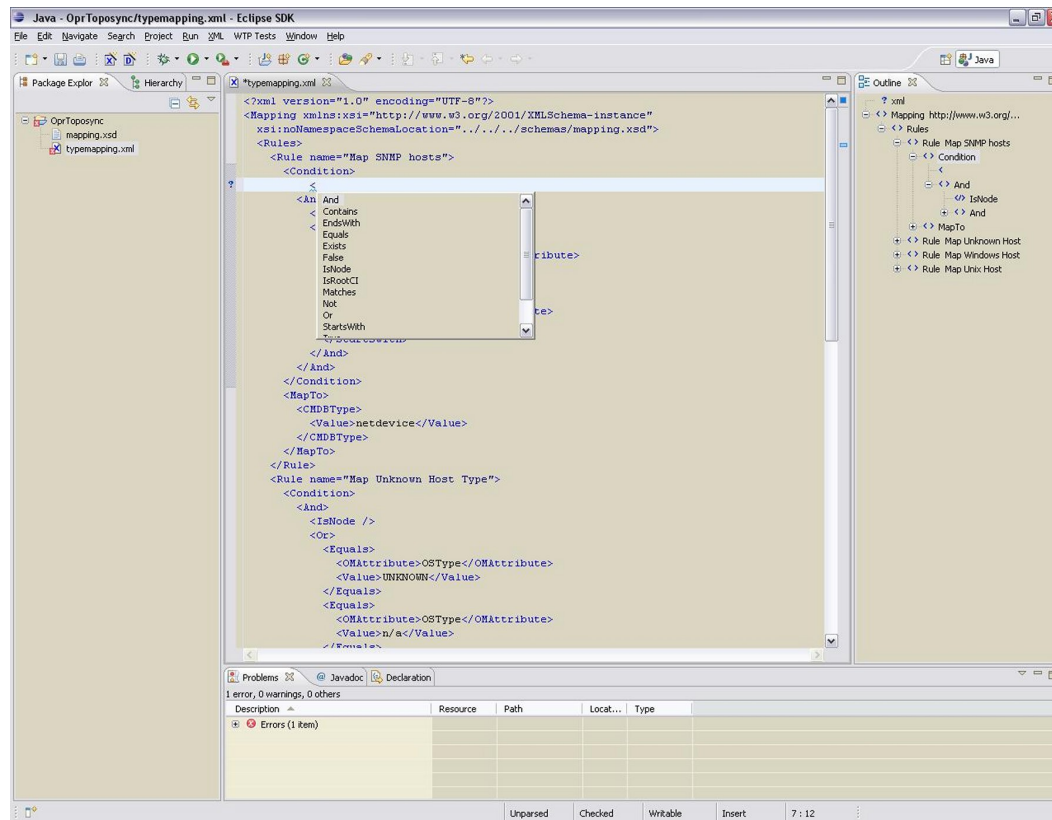 Java - OprToposync/typemapping.xml - Eclipse SDK
File Edit Navigate Search Project Run XML WTP Tests Window Help
Java
Package Explor
Hierarchy
OprToposync
mapping.xsd
typemapping.xml
*typemapping.xml
<?xml version="1.0" encoding="UTF-8"?>
<Mapping xmlns:xsi="http://www.w3.org/2001/XMLSchema-instance"
xsi:noNamespaceSchemaLocation="../../../schemas/mapping.xsd">
<Rules>
<Rule name="Map SNMP hosts">
<Condition>
<
<An
<
<
ribute>
te>
And
Contains
EndsWith
Equals
Exists
False
IsNode
IsRootCI
Matches
Not
Or
StartsWith
</StartsWith>
</And>
</And>
</Condition>
<MapTo>
<CMDBType>
<Value>netdevice</Value>
</CMDBType>
</MapTo>
</Rule>
<Rule name="Map Unknown Host Type">
<Condition>
<And>
<IsNode />
<Or>
<Equals>
<OMAttribute>OSType</OMAttribute>
<Value>UNKNOWN</Value>
</Equals>
<Equals>
<OMAttribute>OSType</OMAttribute>
<Value>n/a</Value>
</Equals>
Outline
? xml
Mapping http://www.w3.org/...
Rules
Rule Map SNMP hosts
Condition
<
And
IsNode
And
MapTo
Rule Map Unknown Host
Rule Map Windows Host
Rule Map Unix Host
Problems
@ Javadoc
Declaration
1 error, 0 warnings, 0 others
Description Resource Path Locat... Type
Errors (1 item)
Unparsed Checked Writable Insert 7 : 12